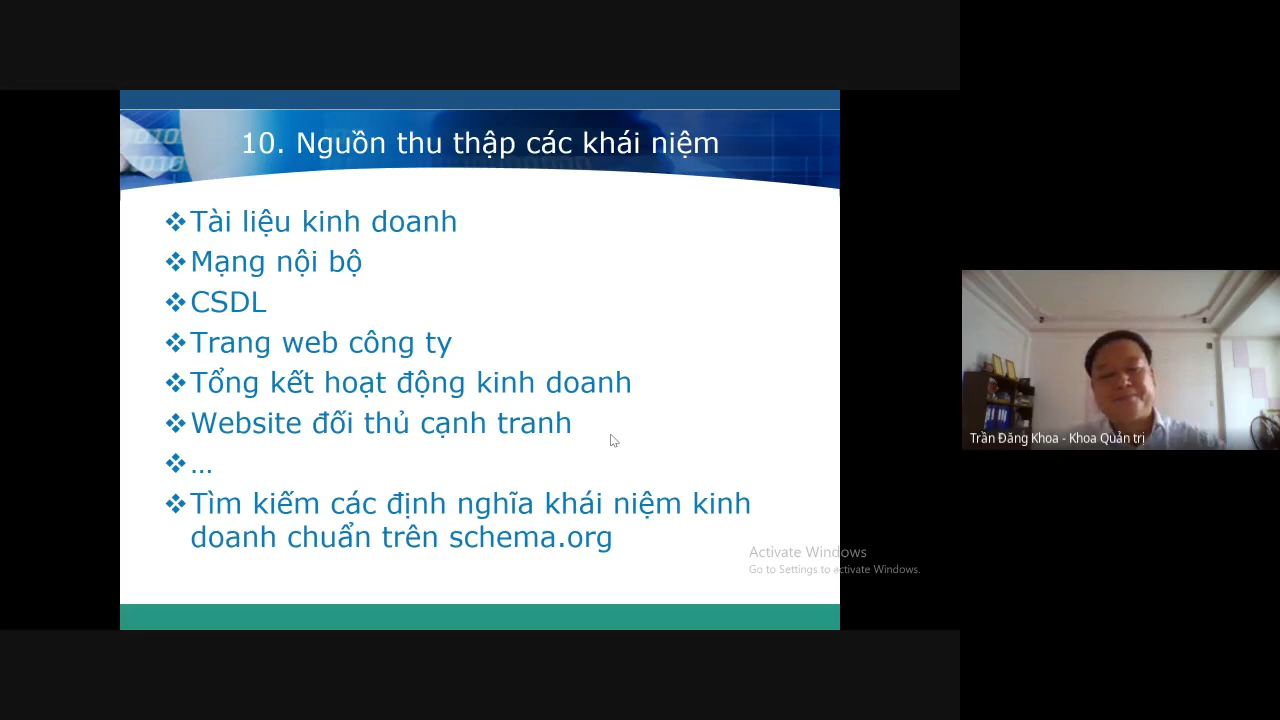 10. Nguồn thu thập các khái niệm
❖Tài liệu kinh doanh
❖Mạng nội bộ
❖CSDL
❖Trang web công ty
❖Tổng kết hoạt động kinh doanh
❖Website đối thủ cạnh tranh
❖...
❖Tìm kiếm các định nghĩa khái niệm kinh
doanh chuẩn trên schema.org
Activate Windows
Go to Settings to activate Windows.
Trần Đăng Khoa - Khoa Quản trị